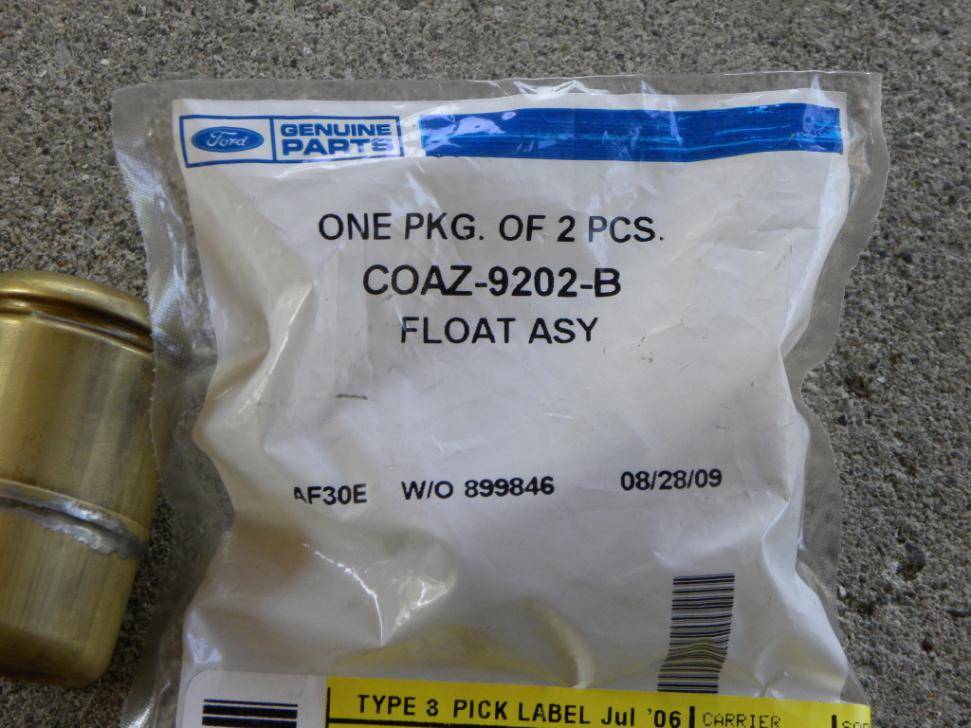 Ford GENUINE
PARTS
ONE PKG. OF 2 PCS.
COAZ-9202-B
FLOAT ASY
AF30E W/O 899846 08/28/09
TYPE 3 PICK LABEL Jul '06 CARRIER